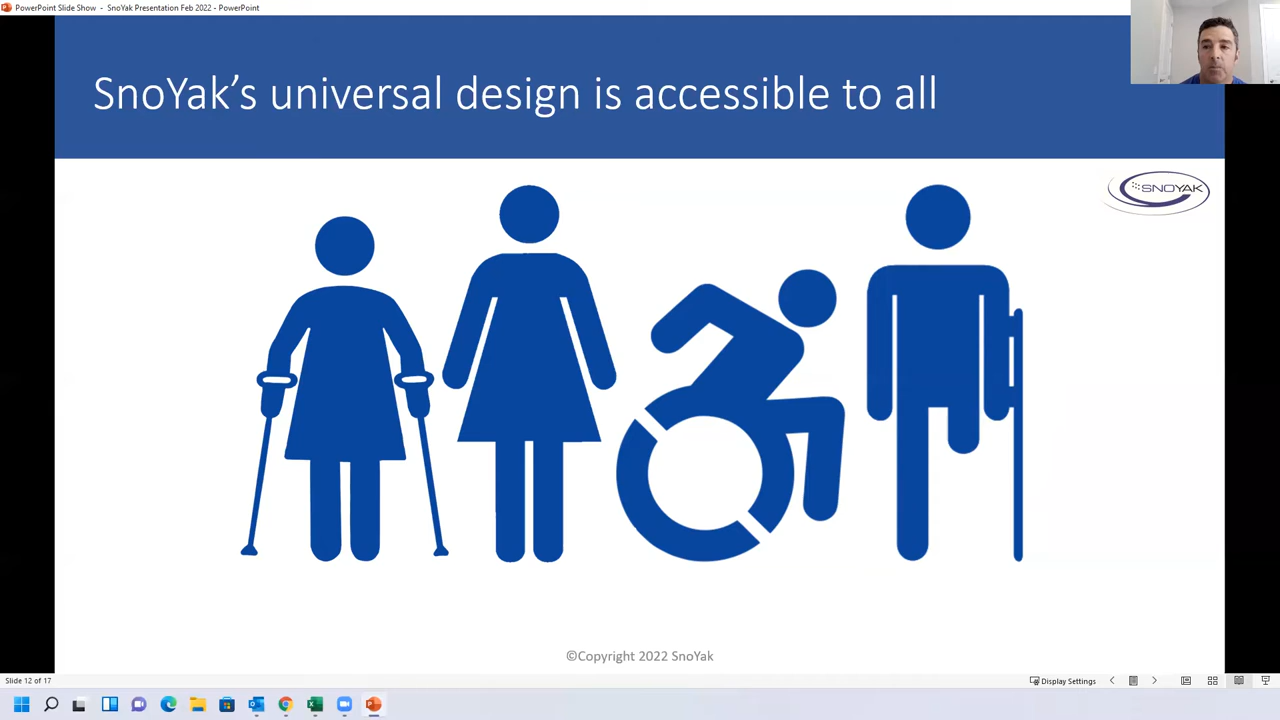 PowerPoint Slide Show - SnoYak Presentation Feb 2022 - PowerPoint
SnoYak's universal design is accessible to all
SNOYAK
©Copyright 2022 SnoYak
Slide 12 of 17
Display Settings